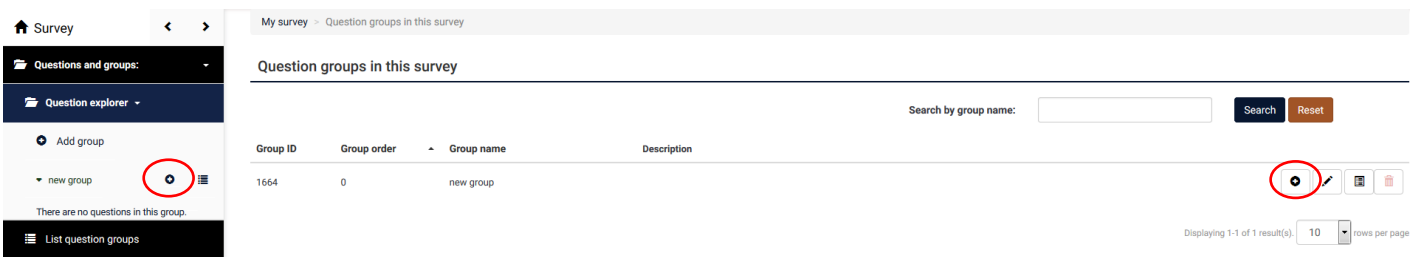 Survey
My survey > Question groups in this survey
Questions and groups:
Question groups in this survey
Question explorer
Search by group name:
Search
Reset
Add group
Group ID Group order Group name Description
new group
1664 0 new group
There are no questions in this group.
List question groups
Displaying 1-1 of 1 result(s). 10 rows per page